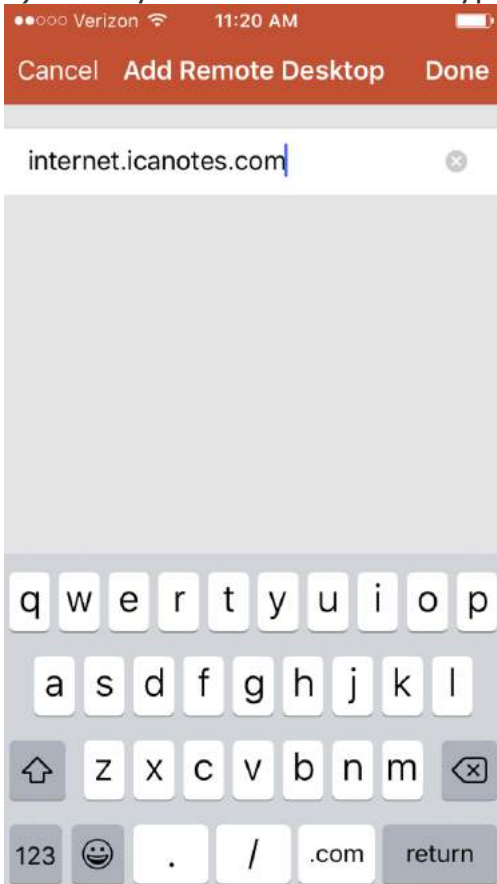 ●●○○○ Verizon 11:20 AM
Cancel Add Remote Desktop Done
internet.icanotes.com
q w e r t y u i o p
a s d f g h j k l
z x c v b n m
123 . / .com return